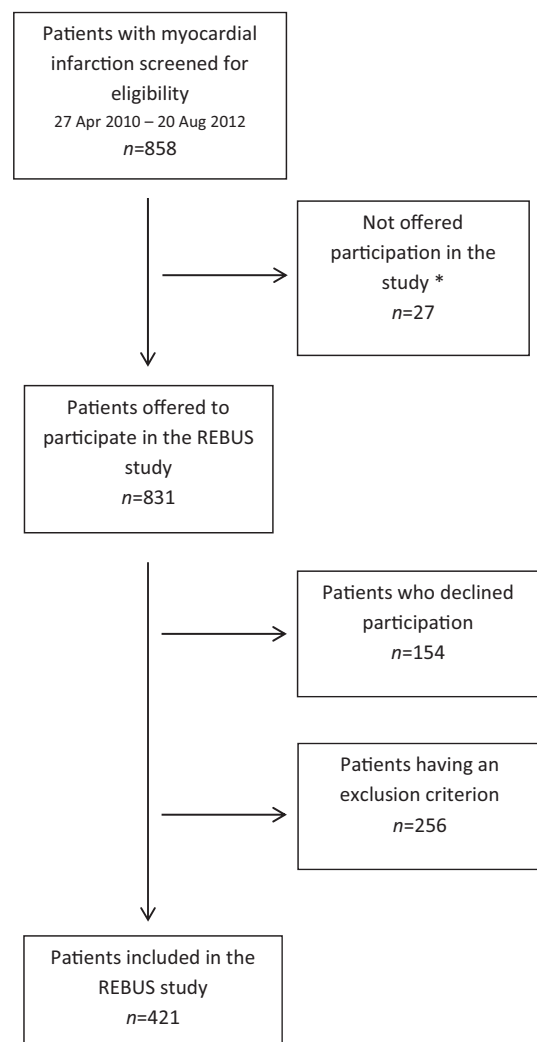 Patients with myocardial
infarction screened for
eligibility
27 Apr 2010 – 20 Aug 2012
n=858
Not offered
participation in the
study *
n=27
Patients offered to
participate in the REBUS
study
n=831
Patients who declined
participation
n=154
Patients having an
exclusion criterion
n=256
Patients included in the
REBUS study
n=421